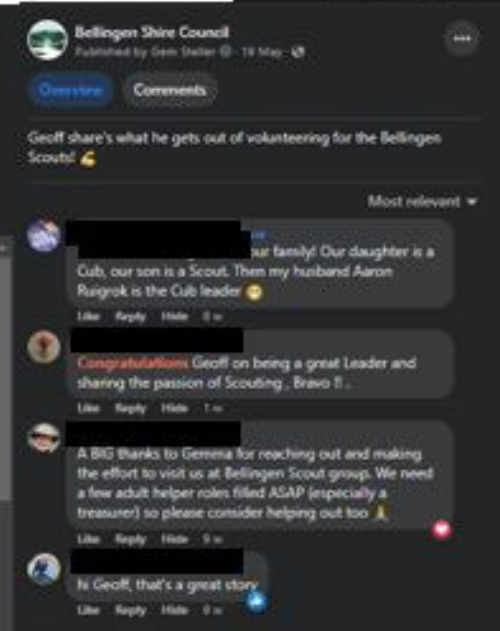 Bellingen Shire Council
Published by Gem
Overview Comments
Geoff share's what he gets out of volunteering for the Bellingen
Scouts! 💪
Most relevant
our family! Our daughter is a
Cub, our son is a Scout. Then my husband Aaron
Ruigrok is the Cub leader 😁
Like Reply Hide
Congratulations Geoff on being a great Leader and
sharing the passion of Scouting , Bravo !! .
Like Reply Hide
A BIG thanks to Gemma for reaching out and making
the effort to visit us at Bellingen Scout group. We need
a few adult helper roles filled ASAP (especially a
treasurer) so please consider helping out too 🙏
Like Reply Hide
hi Geoff, that's a great story
Like Reply Hide